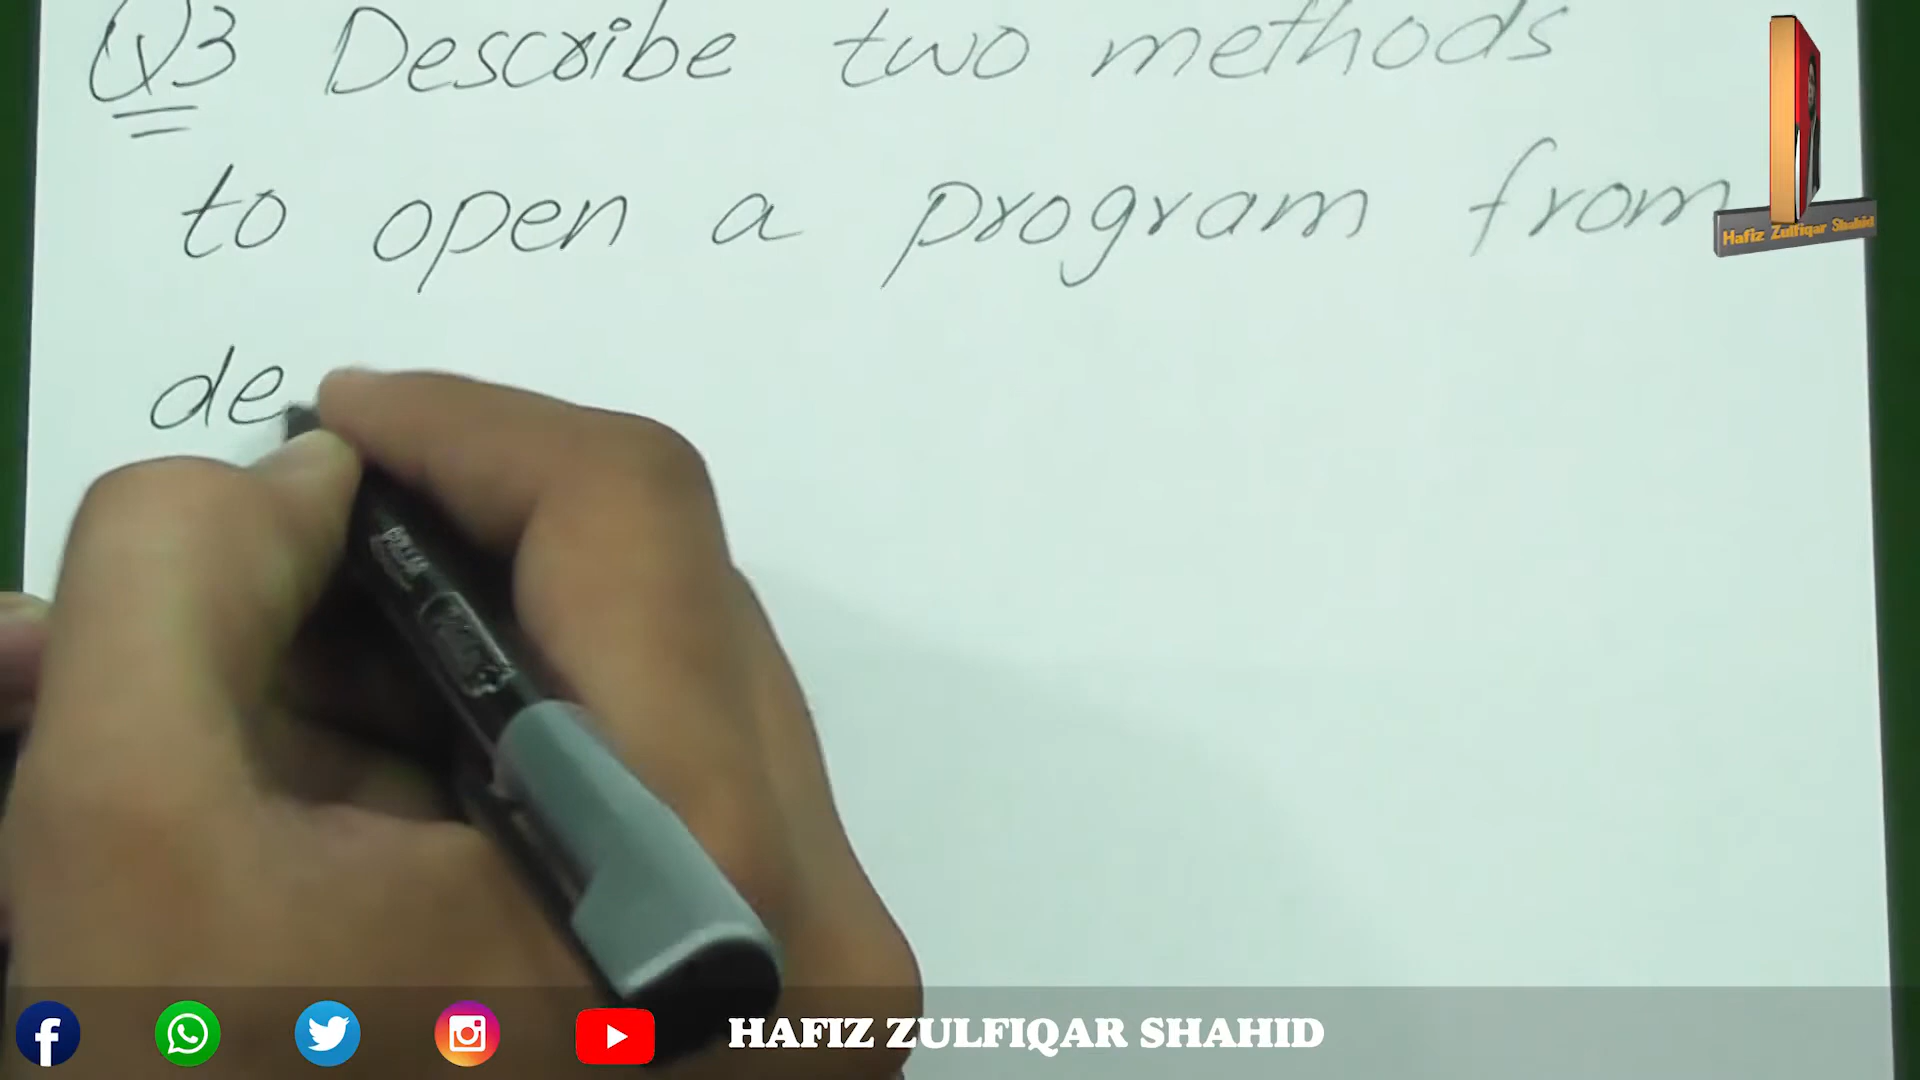 Q3 Describe two methods
to open a program from
Hafiz Zulfiqar Shahid
de
HAFIZ ZULFIQAR SHAHID